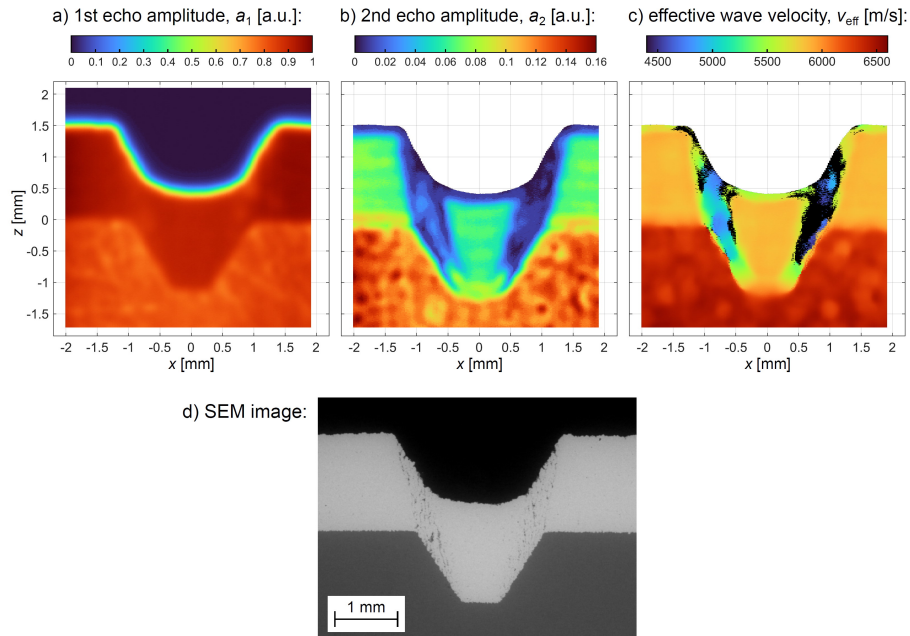 a) 1st echo amplitude, a₁ [a.u.]:
0 0.1 0.2 0.3 0.4 0.5 0.6 0.7 0.8 0.9 1
b) 2nd echo amplitude, a₂ [a.u.]:
0 0.02 0.04 0.06 0.08 0.1 0.12 0.14 0.16
c) effective wave velocity, v_eff [m/s]:
4500 5000 5500 6000 6500
z [mm]
2
1.5
1
0.5
0
-0.5
-1
-1.5
-2 -1.5 -1 -0.5 0 0.5 1 1.5 2
x [mm]
-2 -1.5 -1 -0.5 0 0.5 1 1.5 2
x [mm]
-2 -1.5 -1 -0.5 0 0.5 1 1.5 2
x [mm]
d) SEM image:
1 mm